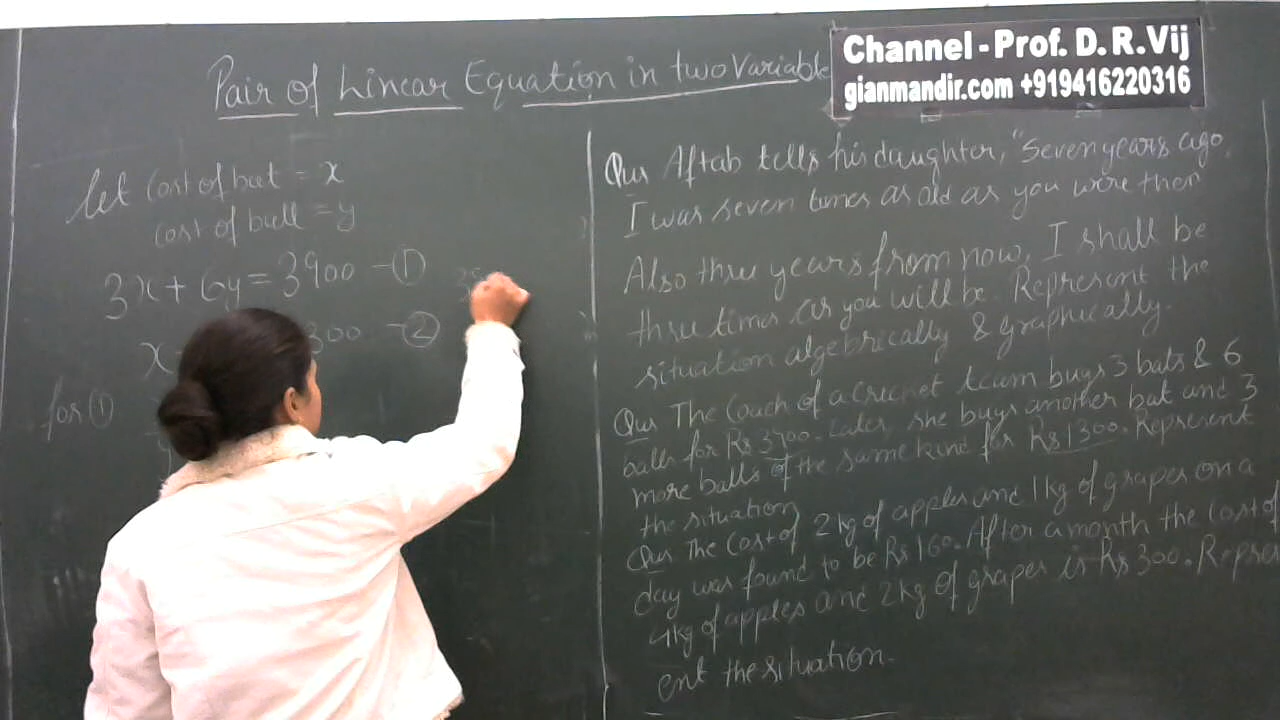 Pair of Linear Equation in two Variable
Channel - Prof. D. R. Vij
gianmandir.com +919416220316
let cost of bat = x
cost of ball = y
3x + 6y = 3900 - ①
x 300 - ②
for ①
Qus Aftab tells his daughter, "Seven years ago,
I was seven times as old as you were then
Also three years from now, I shall be
three times as you will be. Represent the
situation algebrically & graphically.
Qus The Coach of a cricket team buys 3 bats & 6
balls for Rs 3900. Later, she buys another bat and 3
more balls of the same kind for Rs 1300. Represent
the situation
Qus The Cost of 2 kg of apples and 1 kg of grapes on a
day was found to be Rs 160. After a month the cost of
4kg of apples and 2kg of grapes is Rs 300. Repres
ent the situation.